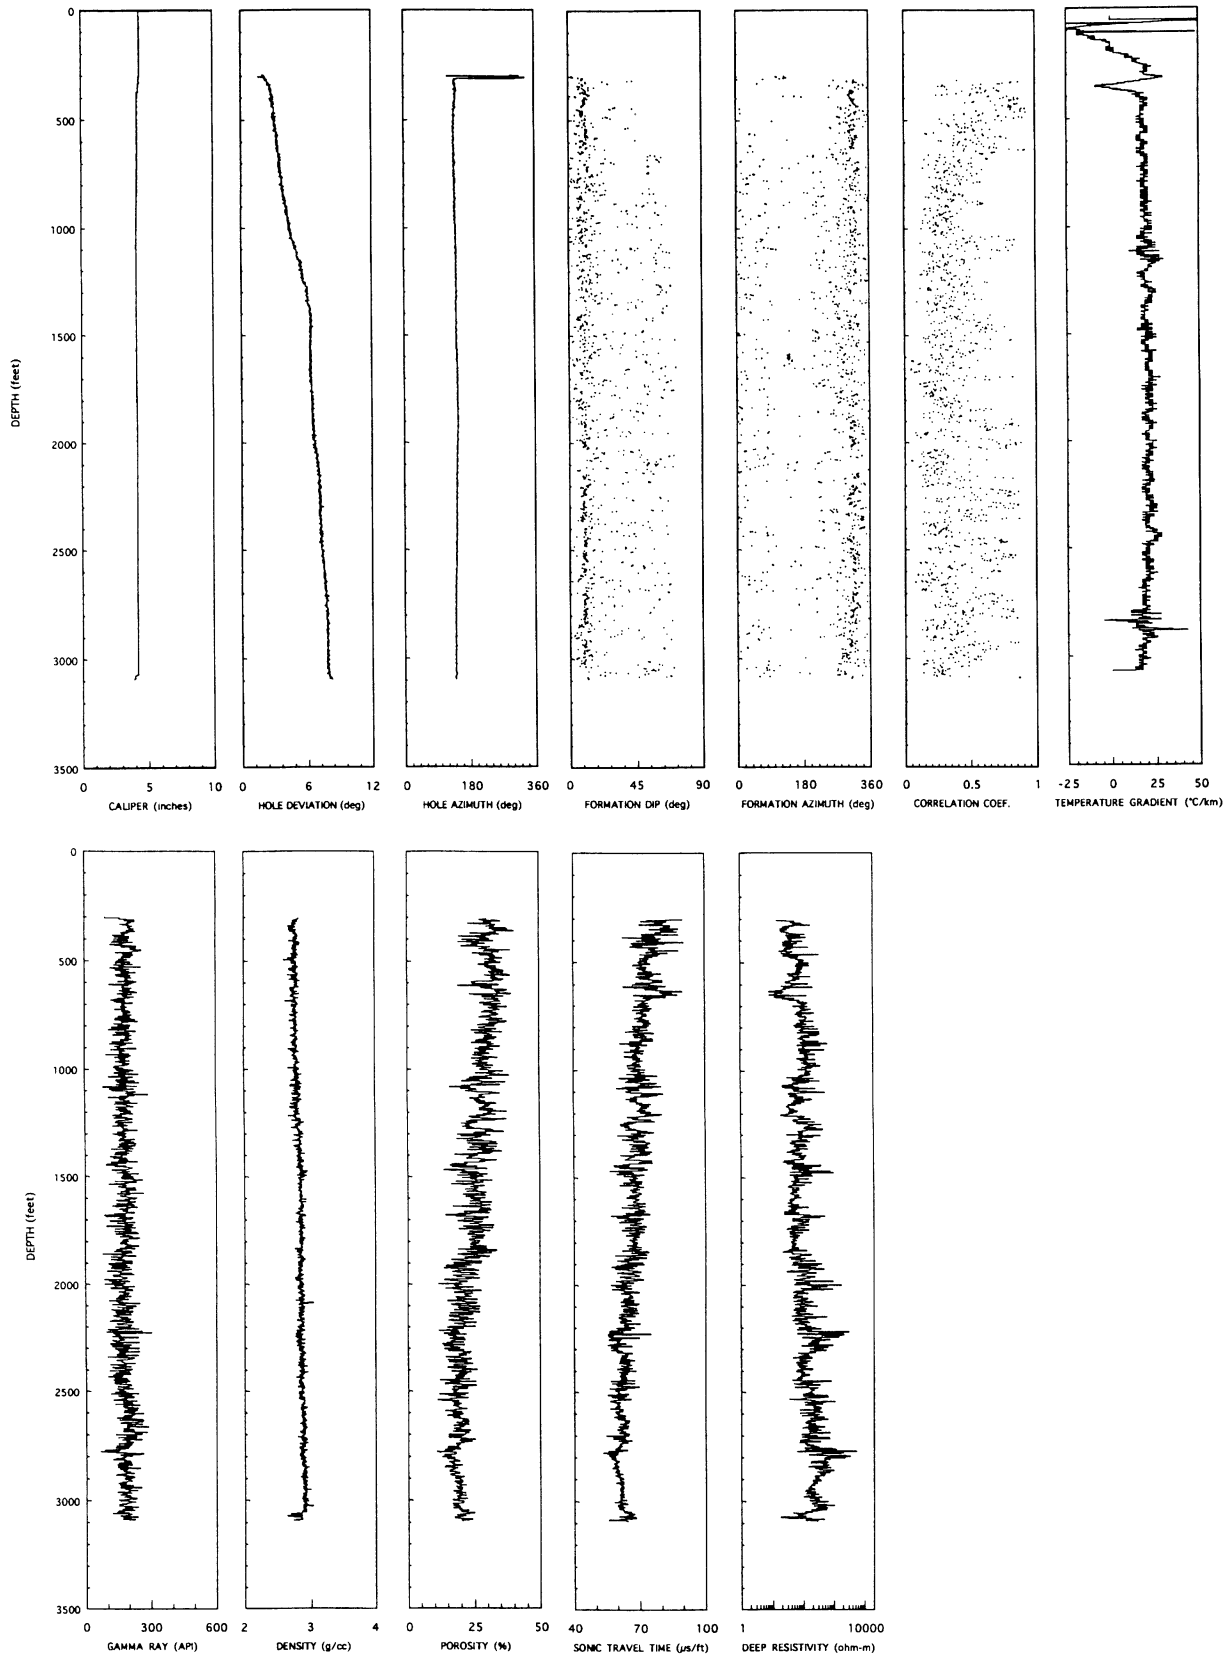 0
500
1000
1500
2000
2500
3000
3500
DEPTH (feet)
0 5 10
CALIPER (inches)
0 6 12
HOLE DEVIATION (deg)
0 180 360
HOLE AZIMUTH (deg)
0 45 90
FORMATION DIP (deg)
0 180 360
FORMATION AZIMUTH (deg)
0 0.5 1
CORRELATION COEF.
-25 0 25 50
TEMPERATURE GRADIENT (°C/km)
0
500
1000
1500
2000
2500
3000
3500
DEPTH (feet)
0 300 600
GAMMA RAY (API)
2 3 4
DENSITY (g/cc)
0 25 50
POROSITY (%)
40 70 100
SONIC TRAVEL TIME (µs/ft)
1 10000
DEEP RESISTIVITY (ohm-m)